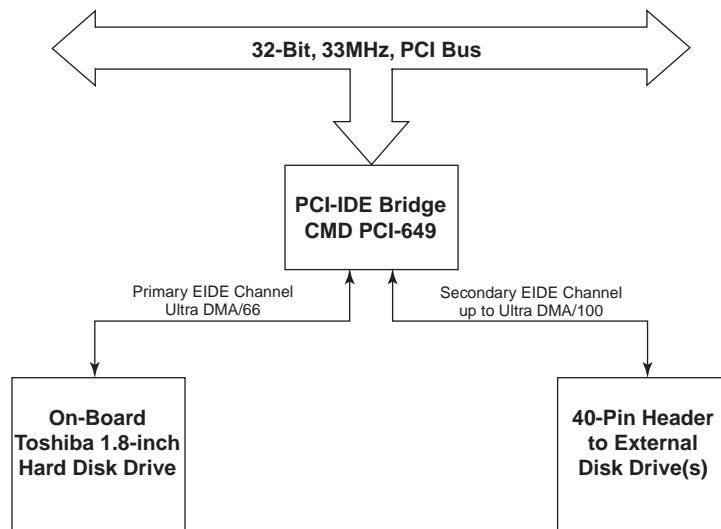 32-Bit, 33MHz, PCI Bus
PCI-IDE Bridge
CMD PCI-649
Primary EIDE Channel
Ultra DMA/66
Secondary EIDE Channel
up to Ultra DMA/100
On-Board
Toshiba 1.8-inch
Hard Disk Drive
40-Pin Header
to External
Disk Drive(s)